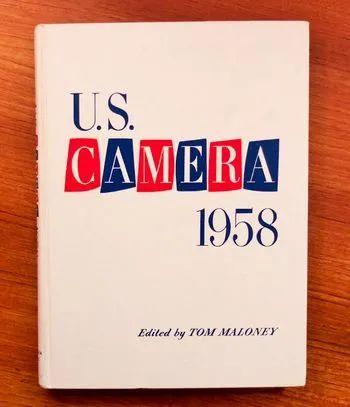 U.S.
CAMERA
1958
Edited by TOM MALONEY